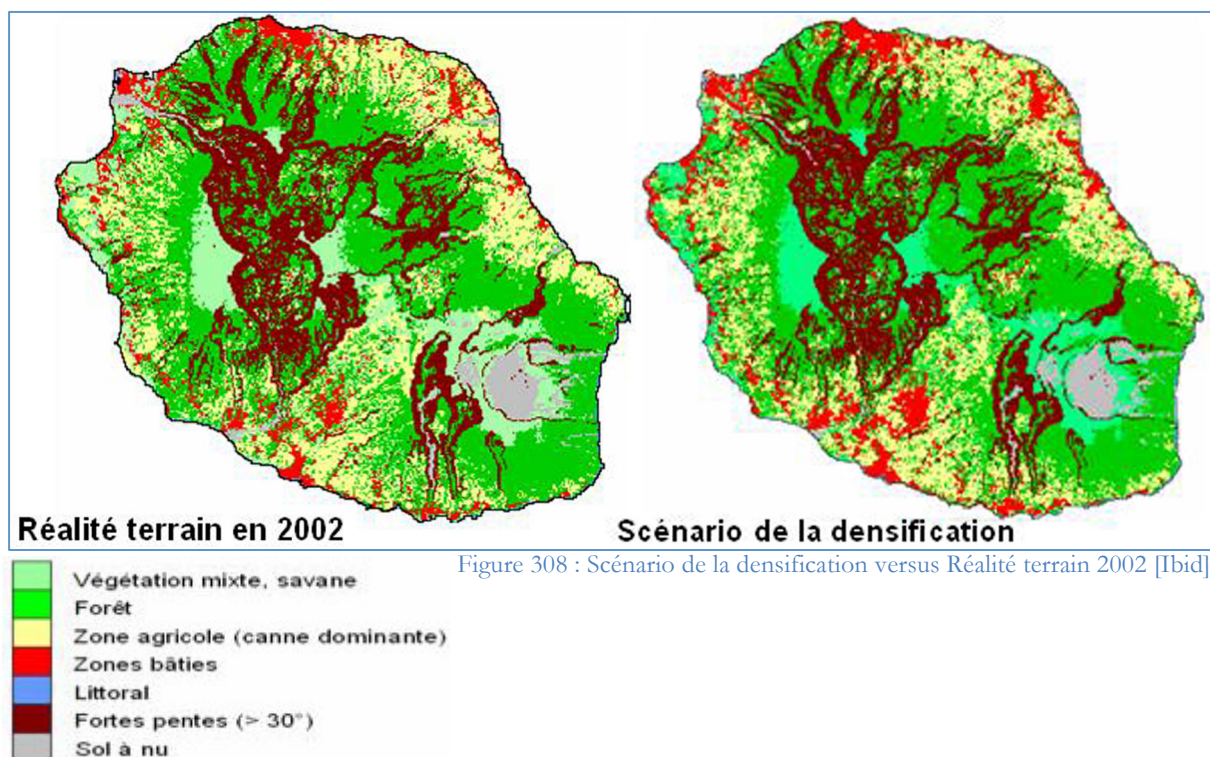 Réalité terrain en 2002
Scénario de la densification
Figure 308 : Scénario de la densification versus Réalité terrain 2002 [Ibid]
Végétation mixte, savane
Forêt
Zone agricole (canne dominante)
Zones bâties
Littoral
Fortes pentes (> 30°)
Sol à nu